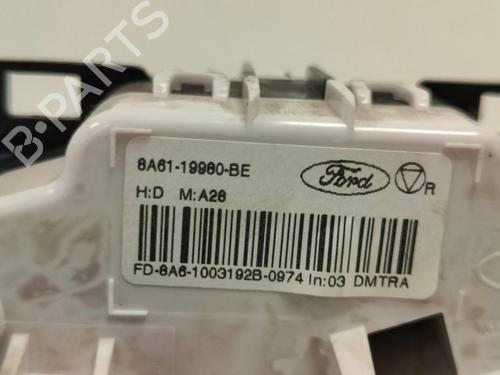 B-PARTS
8A61-19980-BE
Ford
R
H:D M:A26
FD-8A6-1003192B-0974 In:03 DMTRA